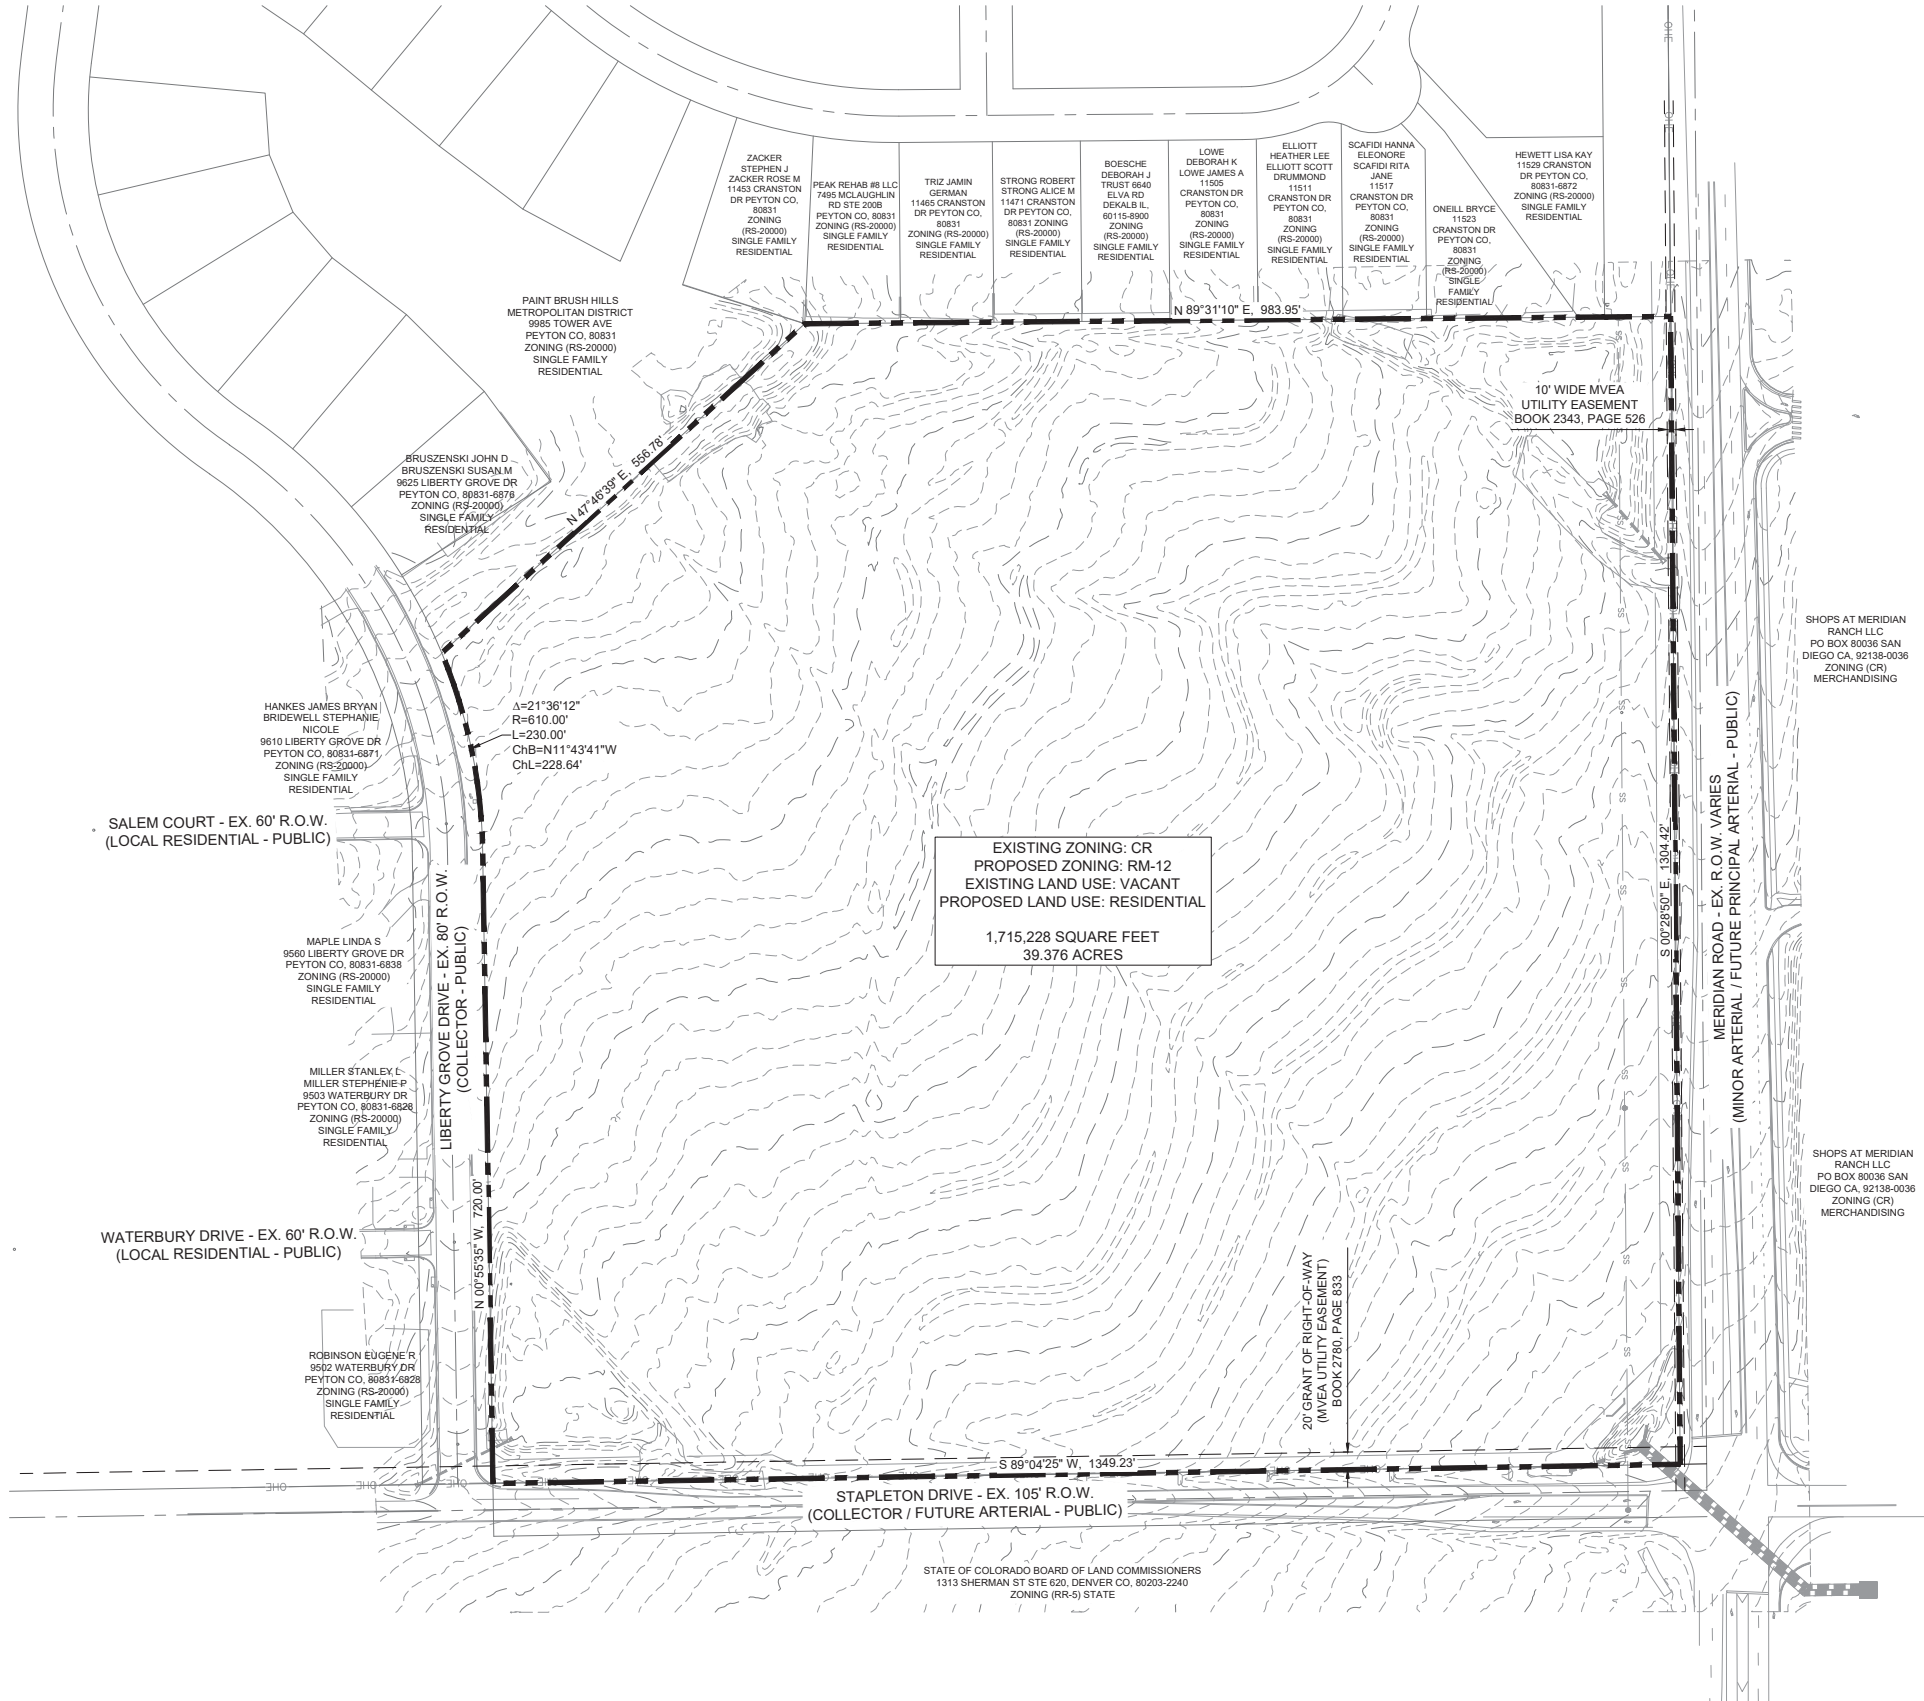 ZACKER
STEPHEN J
ZACKER ROSE M
11453 CRANSTON
DR PEYTON CO,
80831
ZONING
(RS-20000)
SINGLE FAMILY
RESIDENTIAL
PEAK REHAB #8 LLC
7495 MCLAUGHLIN
RD STE 200B
PEYTON CO, 80831
ZONING (RS-20000)
SINGLE FAMILY
RESIDENTIAL
TRIZ JAMIN
GERMAN
11465 CRANSTON
DR PEYTON CO,
80831
ZONING (RS-20000)
SINGLE FAMILY
RESIDENTIAL
STRONG ROBERT
STRONG ALICE M
11471 CRANSTON
DR PEYTON CO,
80831 ZONING
(RS-20000)
SINGLE FAMILY
RESIDENTIAL
BOESCHE
DEBORAH J
TRUST 6640
ELVA RD
DEKALB IL,
60115-8900
ZONING
(RS-20000)
SINGLE FAMILY
RESIDENTIAL
LOWE
DEBORAH K
LOWE JAMES A
11505
CRANSTON DR
PEYTON CO,
80831
ZONING
(RS-20000)
SINGLE FAMILY
RESIDENTIAL
ELLIOTT
HEATHER LEE
ELLIOTT SCOTT
DRUMMOND
11511
CRANSTON DR
PEYTON CO,
80831
ZONING
(RS-20000)
SINGLE FAMILY
RESIDENTIAL
SCAFIDI HANNA
ELEONORE
SCAFIDI RITA
JANE
11517
CRANSTON DR
PEYTON CO,
80831
ZONING
(RS-20000)
SINGLE FAMILY
RESIDENTIAL
ONEILL BRYCE
11523
CRANSTON DR
PEYTON CO,
80831
ZONING
(RS-20000)
SINGLE
FAMILY
RESIDENTIAL
HEWETT LISA KAY
11529 CRANSTON
DR PEYTON CO,
80831-6872
ZONING (RS-20000)
SINGLE FAMILY
RESIDENTIAL
OHE
OHE
OHE
PAINT BRUSH HILLS
METROPOLITAN DISTRICT
9985 TOWER AVE
PEYTON CO, 80831
ZONING (RS-20000)
SINGLE FAMILY
RESIDENTIAL
N 89°31'10" E, 983.95'
10' WIDE MVEA
UTILITY EASEMENT
BOOK 2343, PAGE 526
N 47°46'39" E, 556.78'
BRUSZENSKI JOHN D
BRUSZENSKI SUSAN M
9625 LIBERTY GROVE DR
PEYTON CO, 80831-6876
ZONING (RS-20000)
SINGLE FAMILY
RESIDENTIAL
SHOPS AT MERIDIAN
RANCH LLC
PO BOX 80036 SAN
DIEGO CA, 92138-0036
ZONING (CR)
MERCHANDISING
HANKES JAMES BRYAN
BRIDEWELL STEPHANIE
NICOLE
9610 LIBERTY GROVE DR
PEYTON CO, 80831-6871
ZONING (RS-20000)
SINGLE FAMILY
RESIDENTIAL
Δ=21°36'12"
R=610.00'
L=230.00'
ChB=N11°43'41"W
ChL=228.64'
SALEM COURT - EX. 60' R.O.W.
(LOCAL RESIDENTIAL - PUBLIC)
EXISTING ZONING: CR
PROPOSED ZONING: RM-12
EXISTING LAND USE: VACANT
PROPOSED LAND USE: RESIDENTIAL
1,715,228 SQUARE FEET
39.376 ACRES
S 00°28'50" E, 1304.42'
MERIDIAN ROAD - EX. R.O.W. VARIES
(MINOR ARTERIAL / FUTURE PRINCIPAL ARTERIAL - PUBLIC)
LIBERTY GROVE DRIVE - EX. 80' R.O.W.
(COLLECTOR - PUBLIC)
MAPLE LINDA S
9560 LIBERTY GROVE DR
PEYTON CO, 80831-6838
ZONING (RS-20000)
SINGLE FAMILY
RESIDENTIAL
MILLER STANLEY L
MILLER STEPHENIE P
9503 WATERBURY DR
PEYTON CO, 80831-6828
ZONING (RS-20000)
SINGLE FAMILY
RESIDENTIAL
SHOPS AT MERIDIAN
RANCH LLC
PO BOX 80036 SAN
DIEGO CA, 92138-0036
ZONING (CR)
MERCHANDISING
WATERBURY DRIVE - EX. 60' R.O.W.
(LOCAL RESIDENTIAL - PUBLIC)
N 00°55'35" W, 720.00'
20' GRANT OF RIGHT-OF-WAY
(MVEA UTILITY EASEMENT)
BOOK 2780, PAGE 833
SS
SS
SS
SS
SS
SS
SS
SS
SS
ROBINSON EUGENE R
9502 WATERBURY DR
PEYTON CO, 80831-6828
ZONING (RS-20000)
SINGLE FAMILY
RESIDENTIAL
S 89°04'25" W, 1349.23'
OHE
OHE
OHE
STAPLETON DRIVE - EX. 105' R.O.W.
(COLLECTOR / FUTURE ARTERIAL - PUBLIC)
STATE OF COLORADO BOARD OF LAND COMMISSIONERS
1313 SHERMAN ST STE 620, DENVER CO, 80203-2240
ZONING (RR-5) STATE